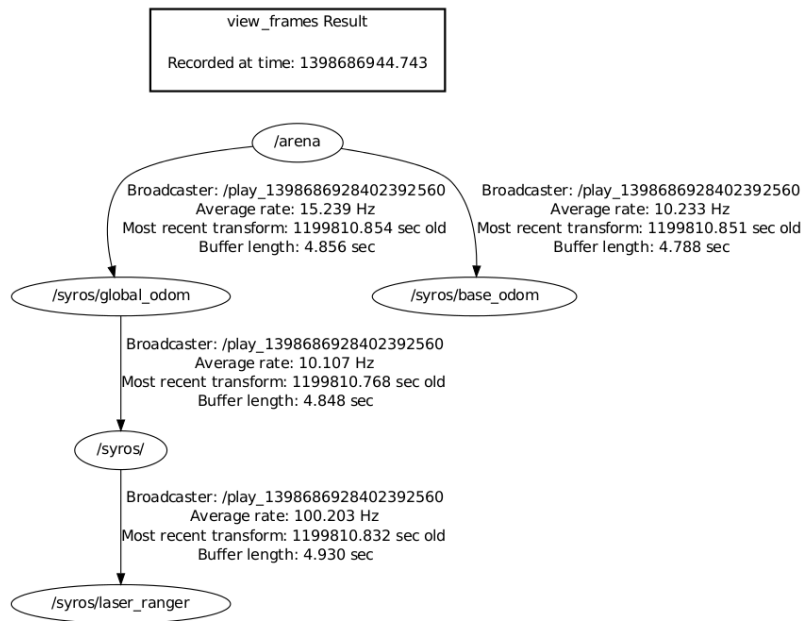 view_frames Result
Recorded at time: 1398686944.743
/arena
Broadcaster: /play_1398686928402392560
Average rate: 15.239 Hz
Most recent transform: 1199810.854 sec old
Buffer length: 4.856 sec
Broadcaster: /play_1398686928402392560
Average rate: 10.233 Hz
Most recent transform: 1199810.851 sec old
Buffer length: 4.788 sec
/syros/global_odom
/syros/base_odom
Broadcaster: /play_1398686928402392560
Average rate: 10.107 Hz
Most recent transform: 1199810.768 sec old
Buffer length: 4.848 sec
/syros/
Broadcaster: /play_1398686928402392560
Average rate: 100.203 Hz
Most recent transform: 1199810.832 sec old
Buffer length: 4.930 sec
/syros/laser_ranger